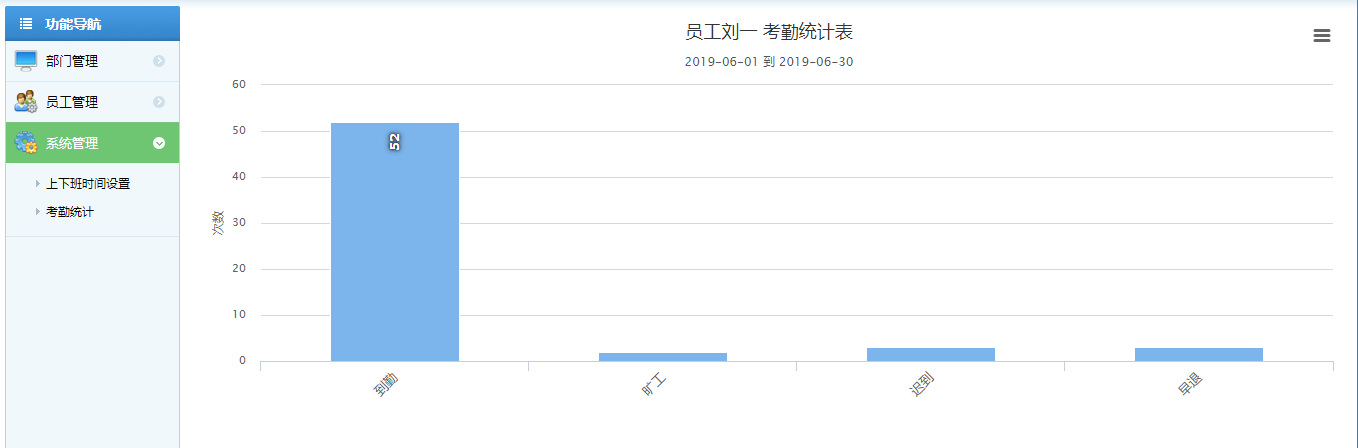 功能导航
部门管理
员工管理
系统管理
上下班时间设置
考勤统计
员工刘一 考勤统计表
2019-06-01 到 2019-06-30
次数
60
50
40
30
20
10
0
52
到勤
旷工
迟到
早退